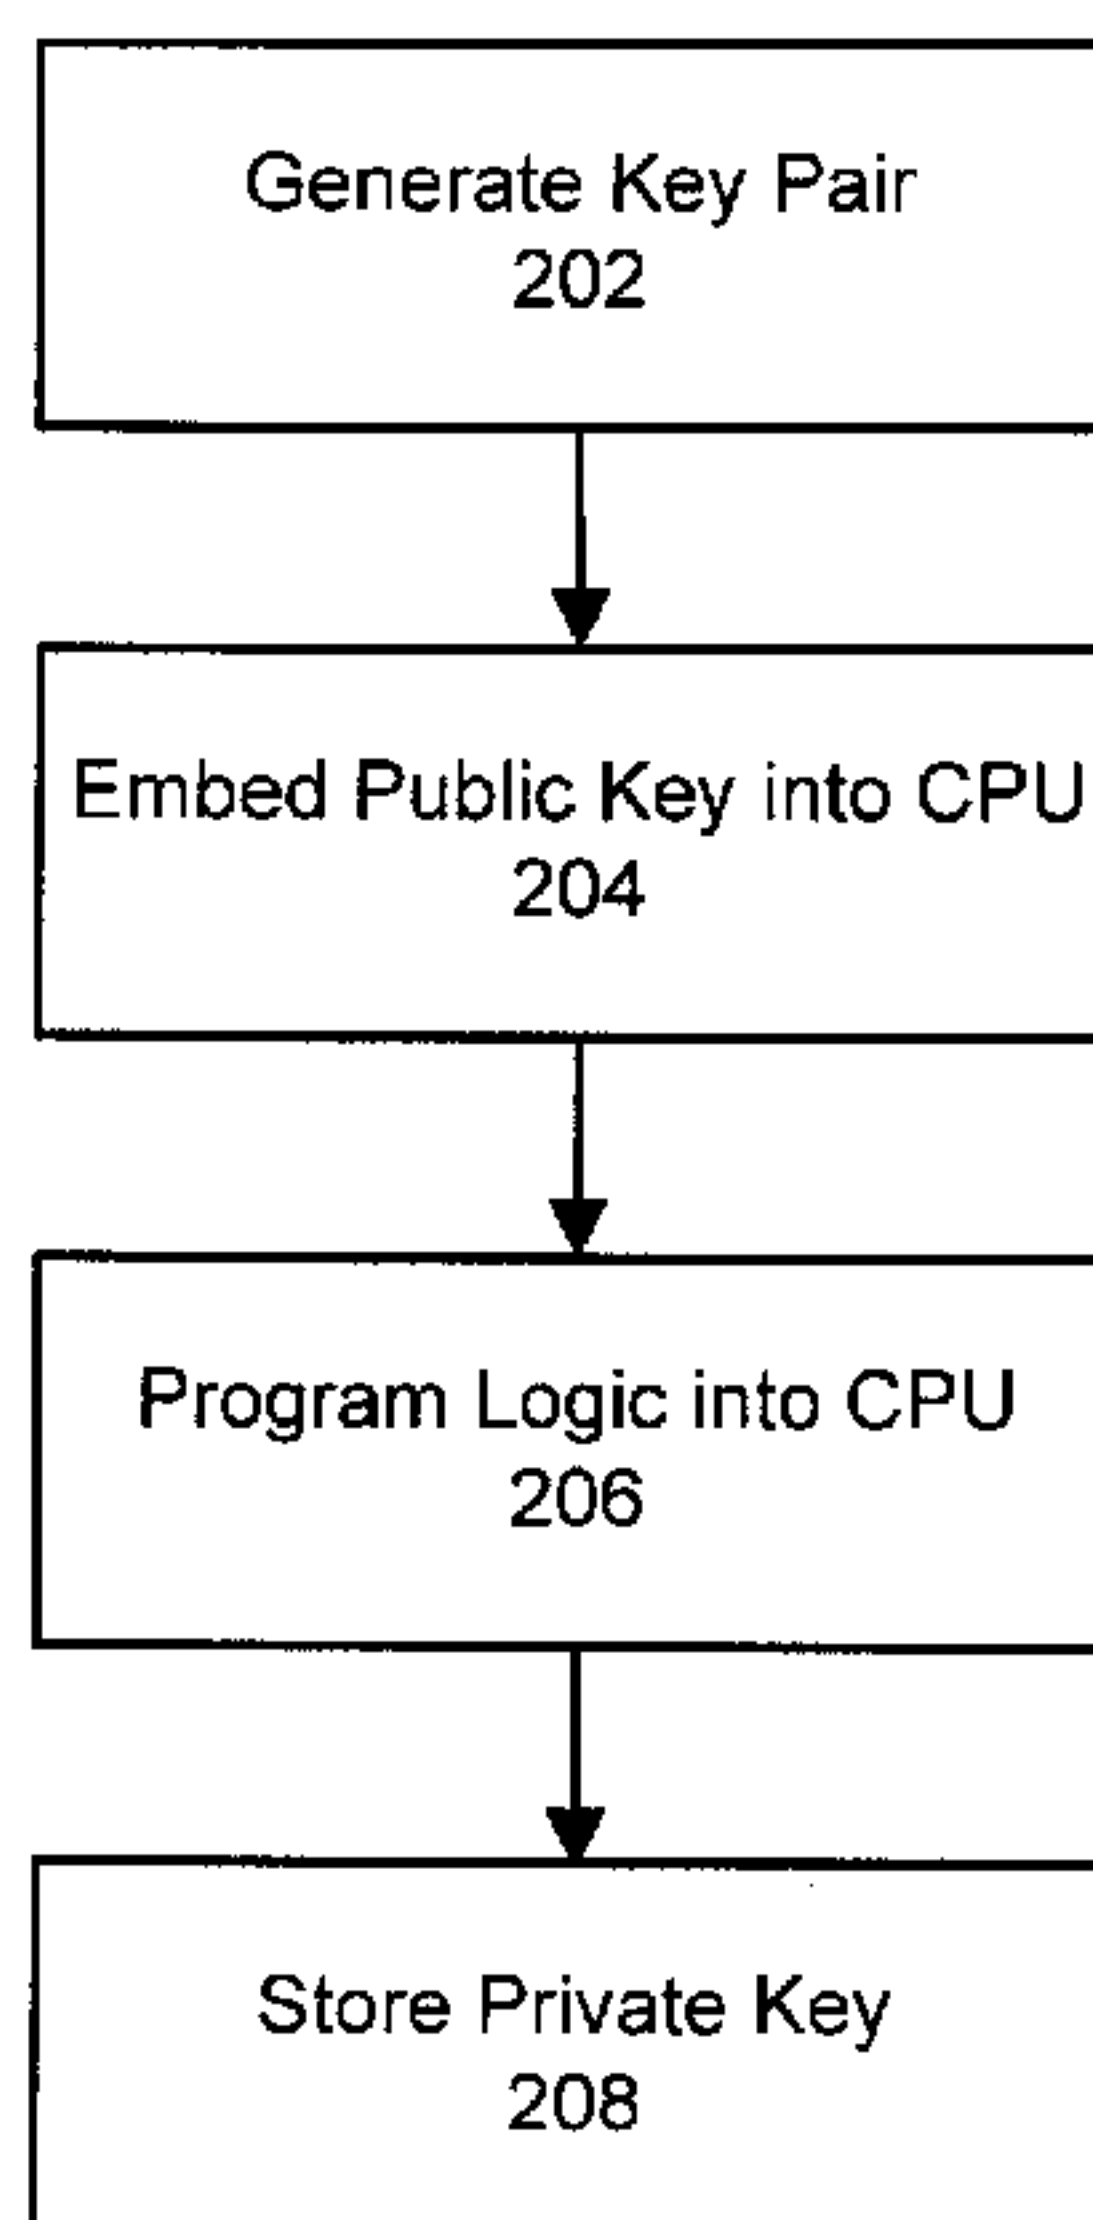 Generate Key Pair
202
Embed Public Key into CPU
204
Program Logic into CPU
206
Store Private Key
208